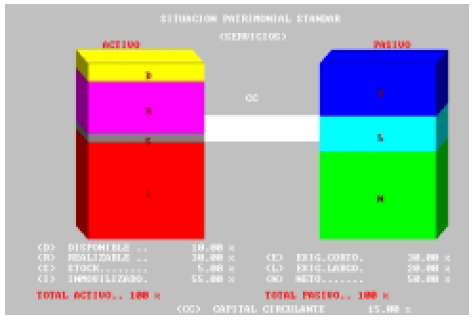 SITUACION PATRIMONIAL STANDAR
(SERVICIOS)
ACTIVO PASIVO
D
R
CC
S
L
I
N
(D) DISPONIBLE .. 10.00 %
(R) REALIZABLE .. 30.00 % (E) EXIG.CORTO. 30.00 %
(S) STOCK........ 5.00 % (L) EXIG.LARGO. 20.00 %
(I) INMOVILIZADO. 55.00 % (N) NETO....... 50.00 %
TOTAL ACTIVO.. 100 % TOTAL PASIVO.. 100 %
(CC) CAPITAL CIRCULANTE 15.00 %